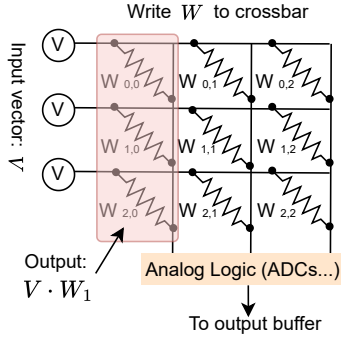 Write W to crossbar
Input vector: V
V
W 0,0
W 0,1
W 0,2
V
W 1,0
W 1,1
W 1,2
V
W 2,0
W 2,1
W 2,2
Output:
V · W₁
Analog Logic (ADCs...)
To output buffer